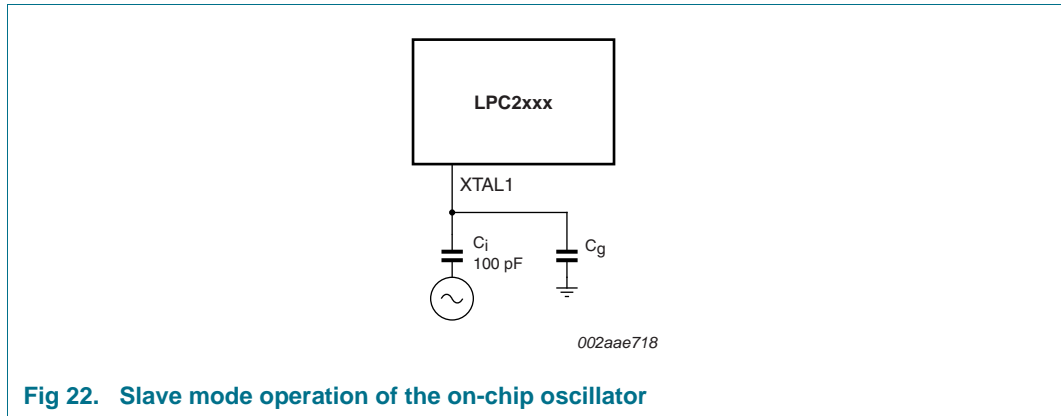 LPC2xxx
XTAL1
Ci
100 pF
Cg
002aae718
Fig 22. Slave mode operation of the on-chip oscillator